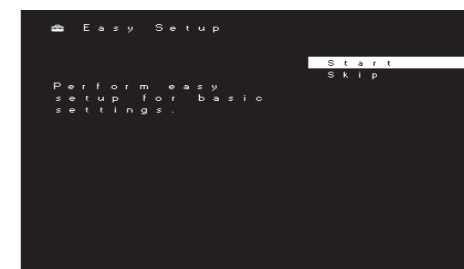 Easy Setup
Start
Skip
Perform easy
setup for basic
settings.